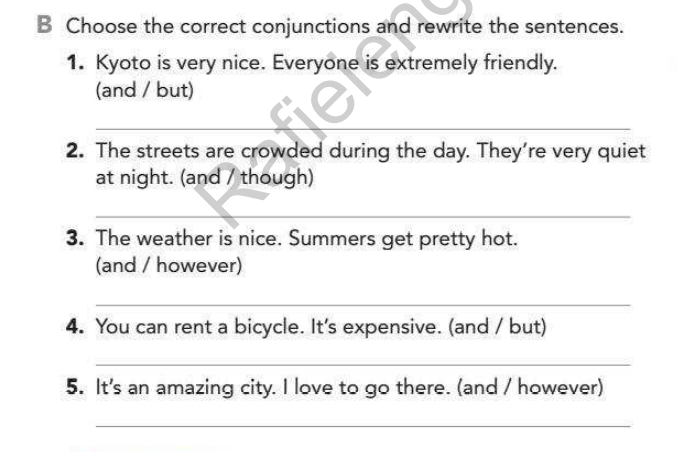 B Choose the correct conjunctions and rewrite the sentences.
1. Kyoto is very nice. Everyone is extremely friendly.
(and / but)
2. The streets are crowded during the day. They're very quiet
at night. (and / though)
3. The weather is nice. Summers get pretty hot.
(and / however)
4. You can rent a bicycle. It's expensive. (and / but)
5. It's an amazing city. I love to go there. (and / however)
Rafieleng